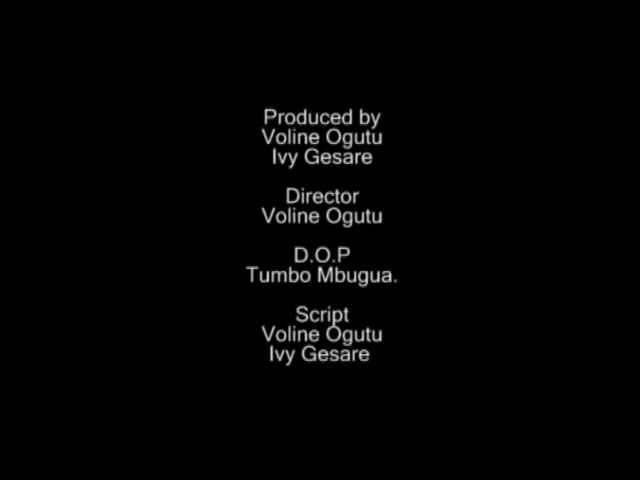 Produced by
Voline Ogutu
Ivy Gesare
Director
Voline Ogutu
D.O.P
Tumbo Mbugua.
Script
Voline Ogutu
Ivy Gesare